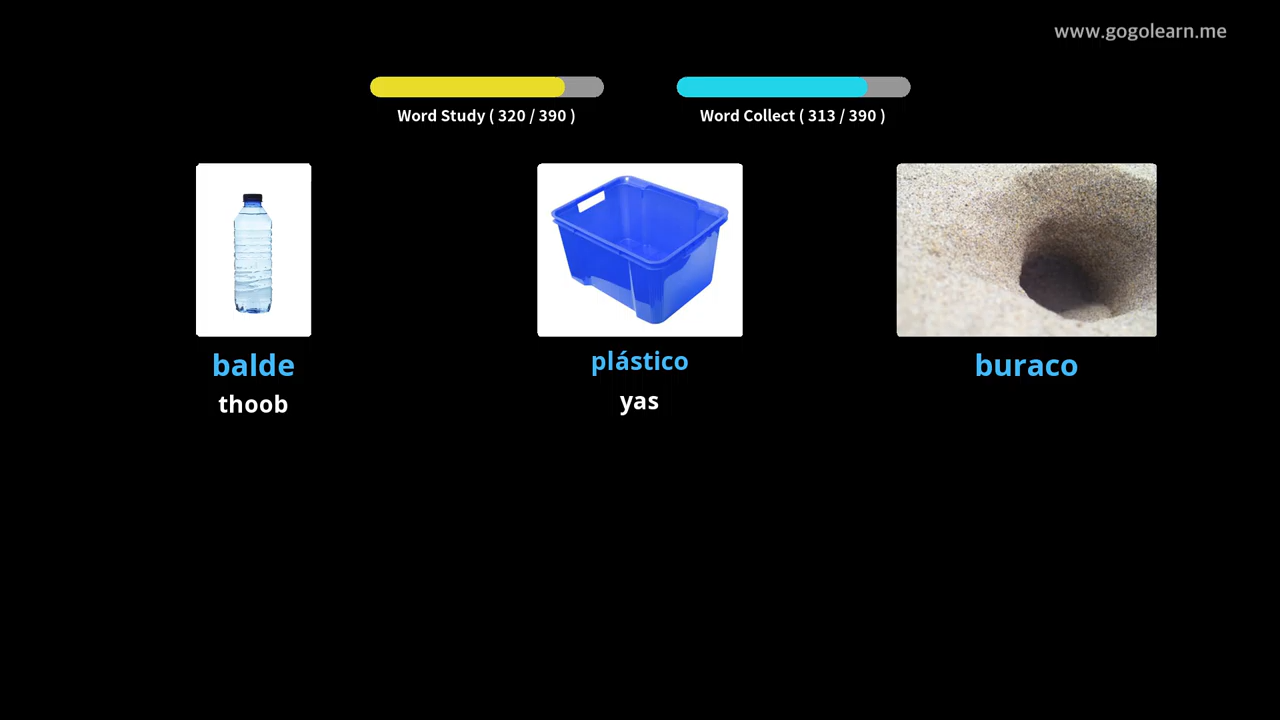 www.gogolearn.me
Word Study ( 320 / 390 )
Word Collect ( 313 / 390 )
balde
thoob
plástico
yas
buraco